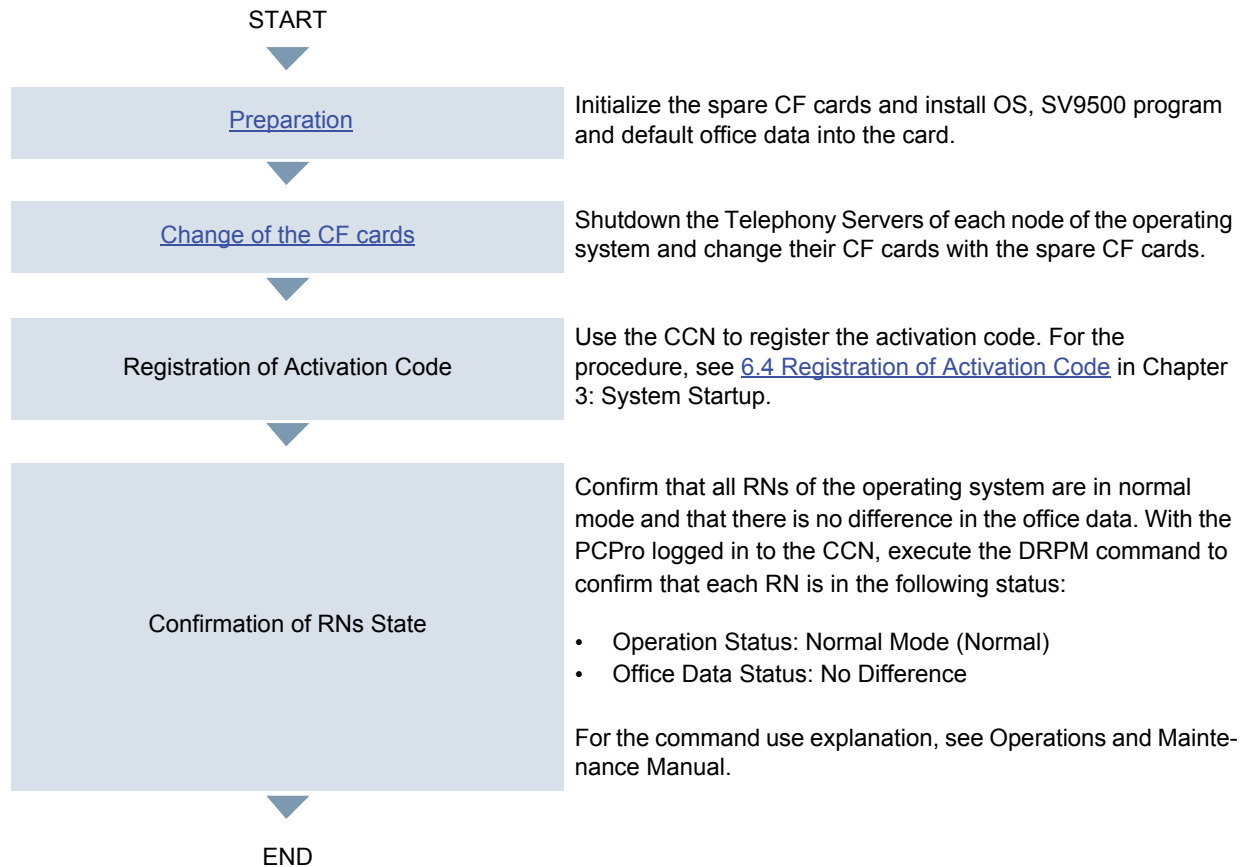 START
Preparation
Initialize the spare CF cards and install OS, SV9500 program
and default office data into the card.
Change of the CF cards
Shutdown the Telephony Servers of each node of the operating
system and change their CF cards with the spare CF cards.
Registration of Activation Code
Use the CCN to register the activation code. For the
procedure, see 6.4 Registration of Activation Code in Chapter
3: System Startup.
Confirmation of RNs State
Confirm that all RNs of the operating system are in normal
mode and that there is no difference in the office data. With the
PCPro logged in to the CCN, execute the DRPM command to
confirm that each RN is in the following status:
• Operation Status: Normal Mode (Normal)
• Office Data Status: No Difference
For the command use explanation, see Operations and Mainte-
nance Manual.
END